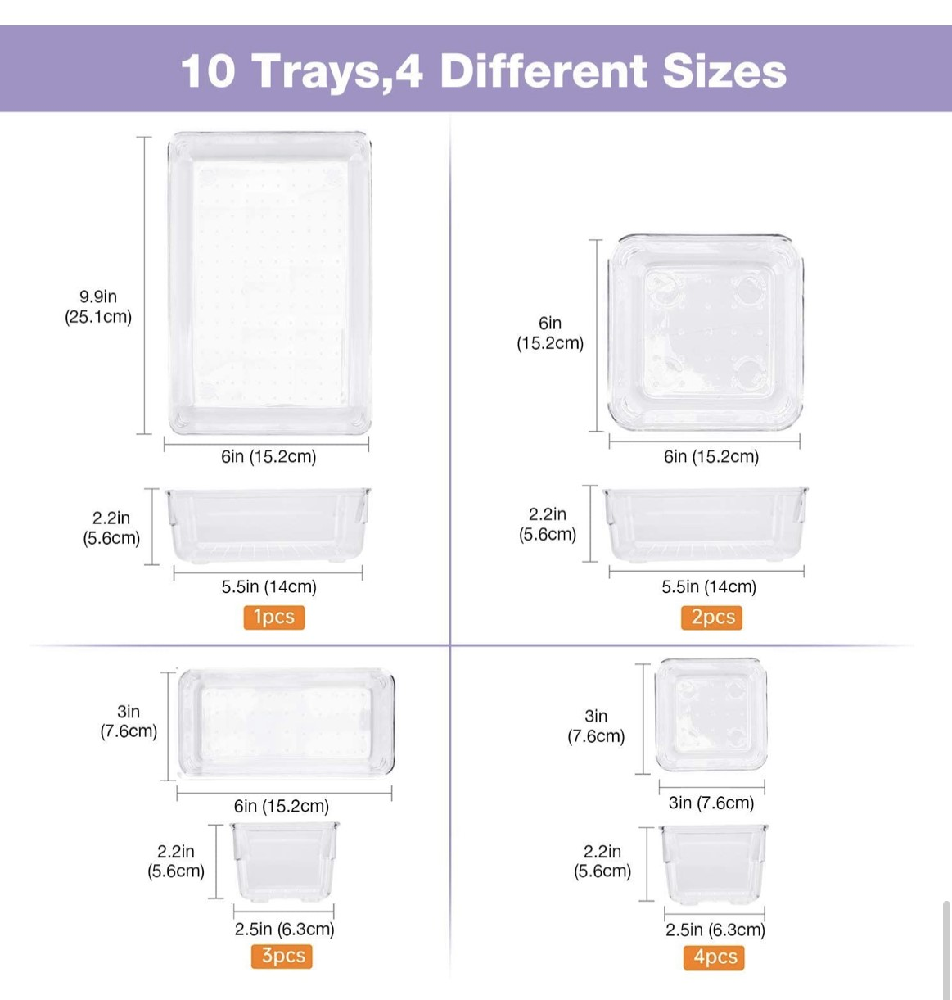 10 Trays,4 Different Sizes
9.9in
(25.1cm)
6in (15.2cm)
2.2in
(5.6cm)
5.5in (14cm)
1pcs
6in
(15.2cm)
6in (15.2cm)
2.2in
(5.6cm)
5.5in (14cm)
2pcs
3in
(7.6cm)
6in (15.2cm)
2.2in
(5.6cm)
2.5in (6.3cm)
3pcs
3in
(7.6cm)
3in (7.6cm)
2.2in
(5.6cm)
2.5in (6.3cm)
4pcs